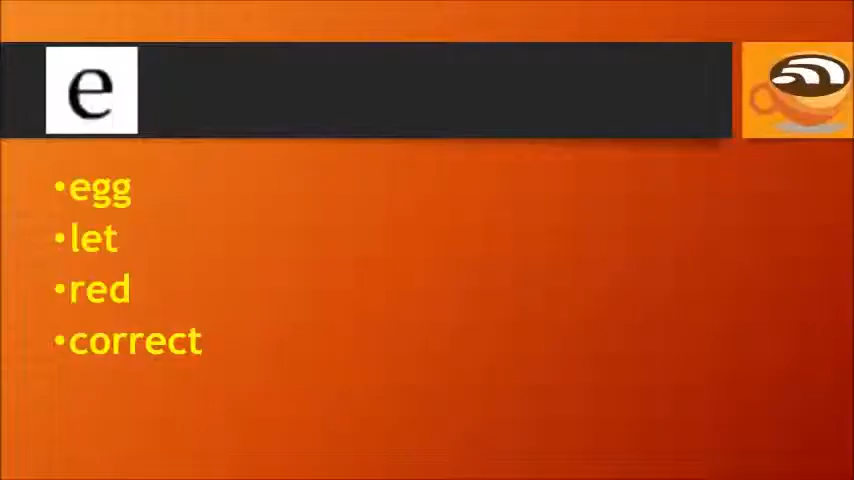 e
•egg
•let
•red
•correct